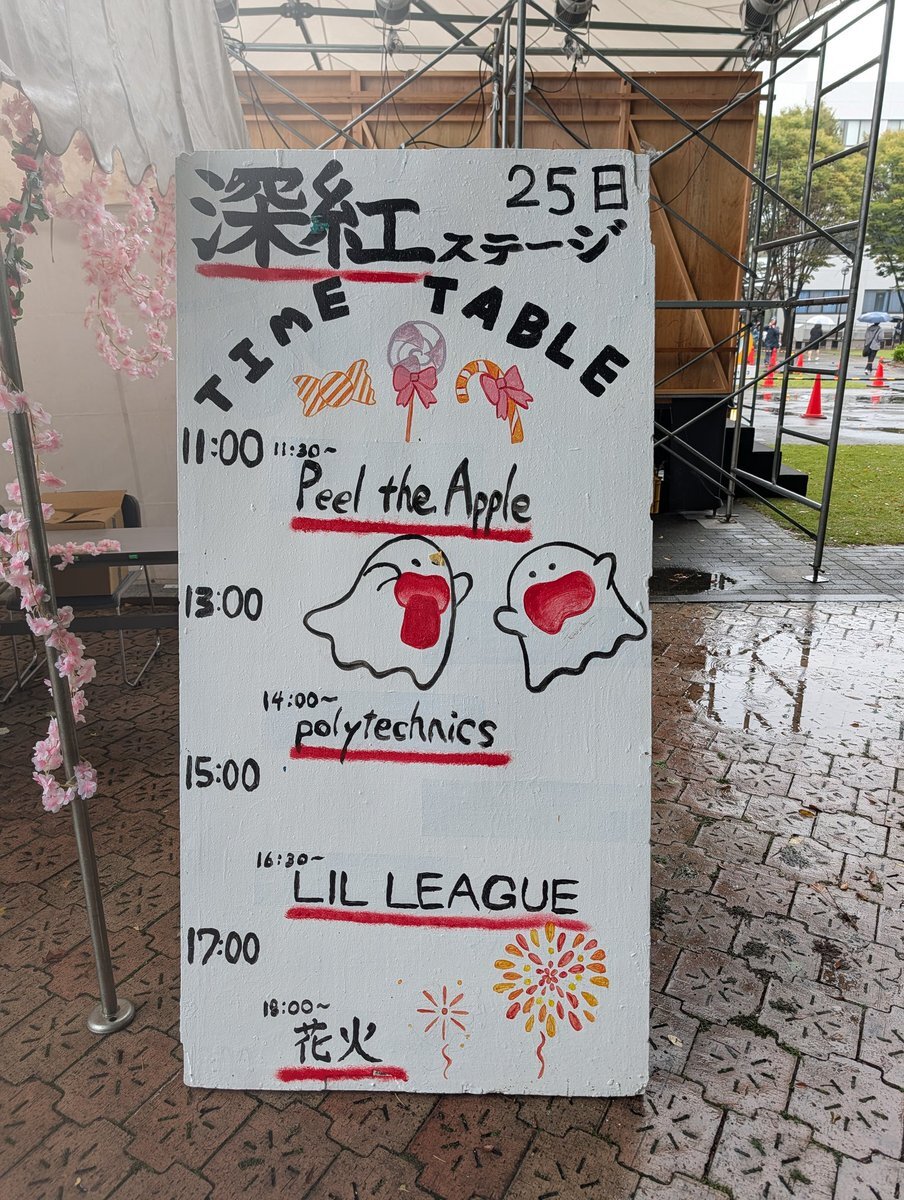 25日
深紅ステージ
TIME TABLE
11:00
11:30~
Peel the Apple
13:00
14:00~
polytechnics
15:00
16:30~
LIL LEAGUE
17:00
18:00~
花火